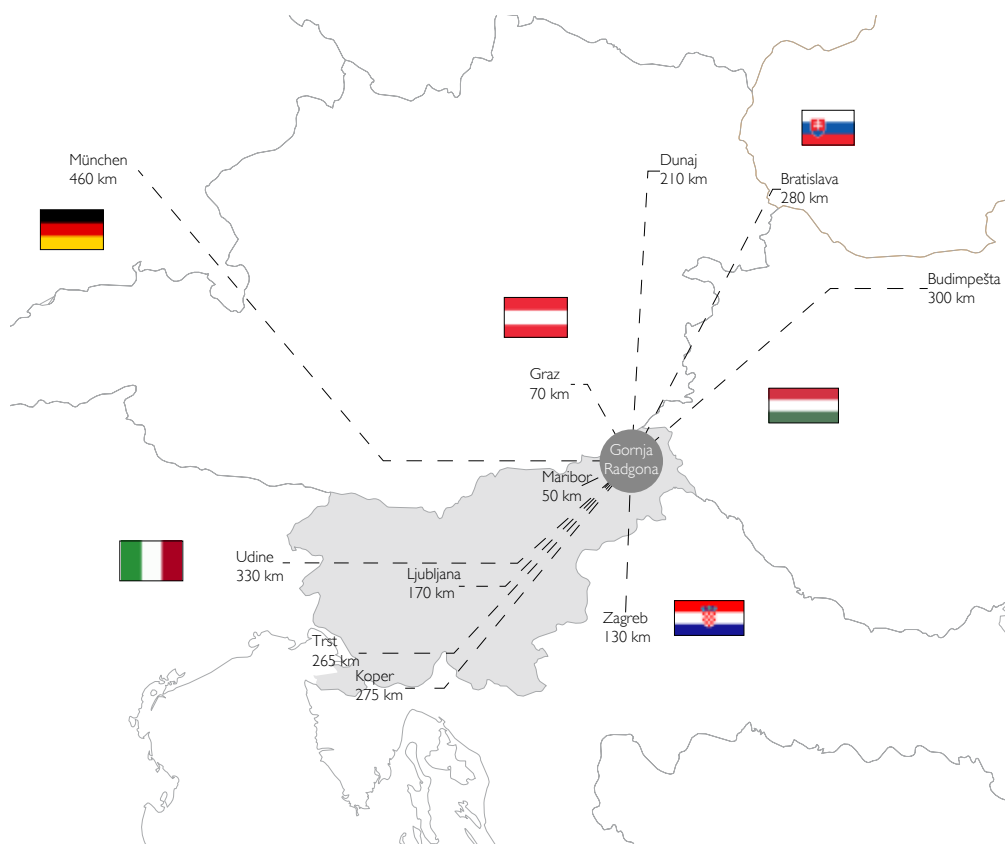 München
460 km
Dunaj
210 km
Bratislava
280 km
Budimpešta
300 km
Graz
70 km
Gornja
Radgona
Maribor
50 km
Udine
330 km
Ljubljana
170 km
Zagreb
130 km
Trst
265 km
Koper
275 km